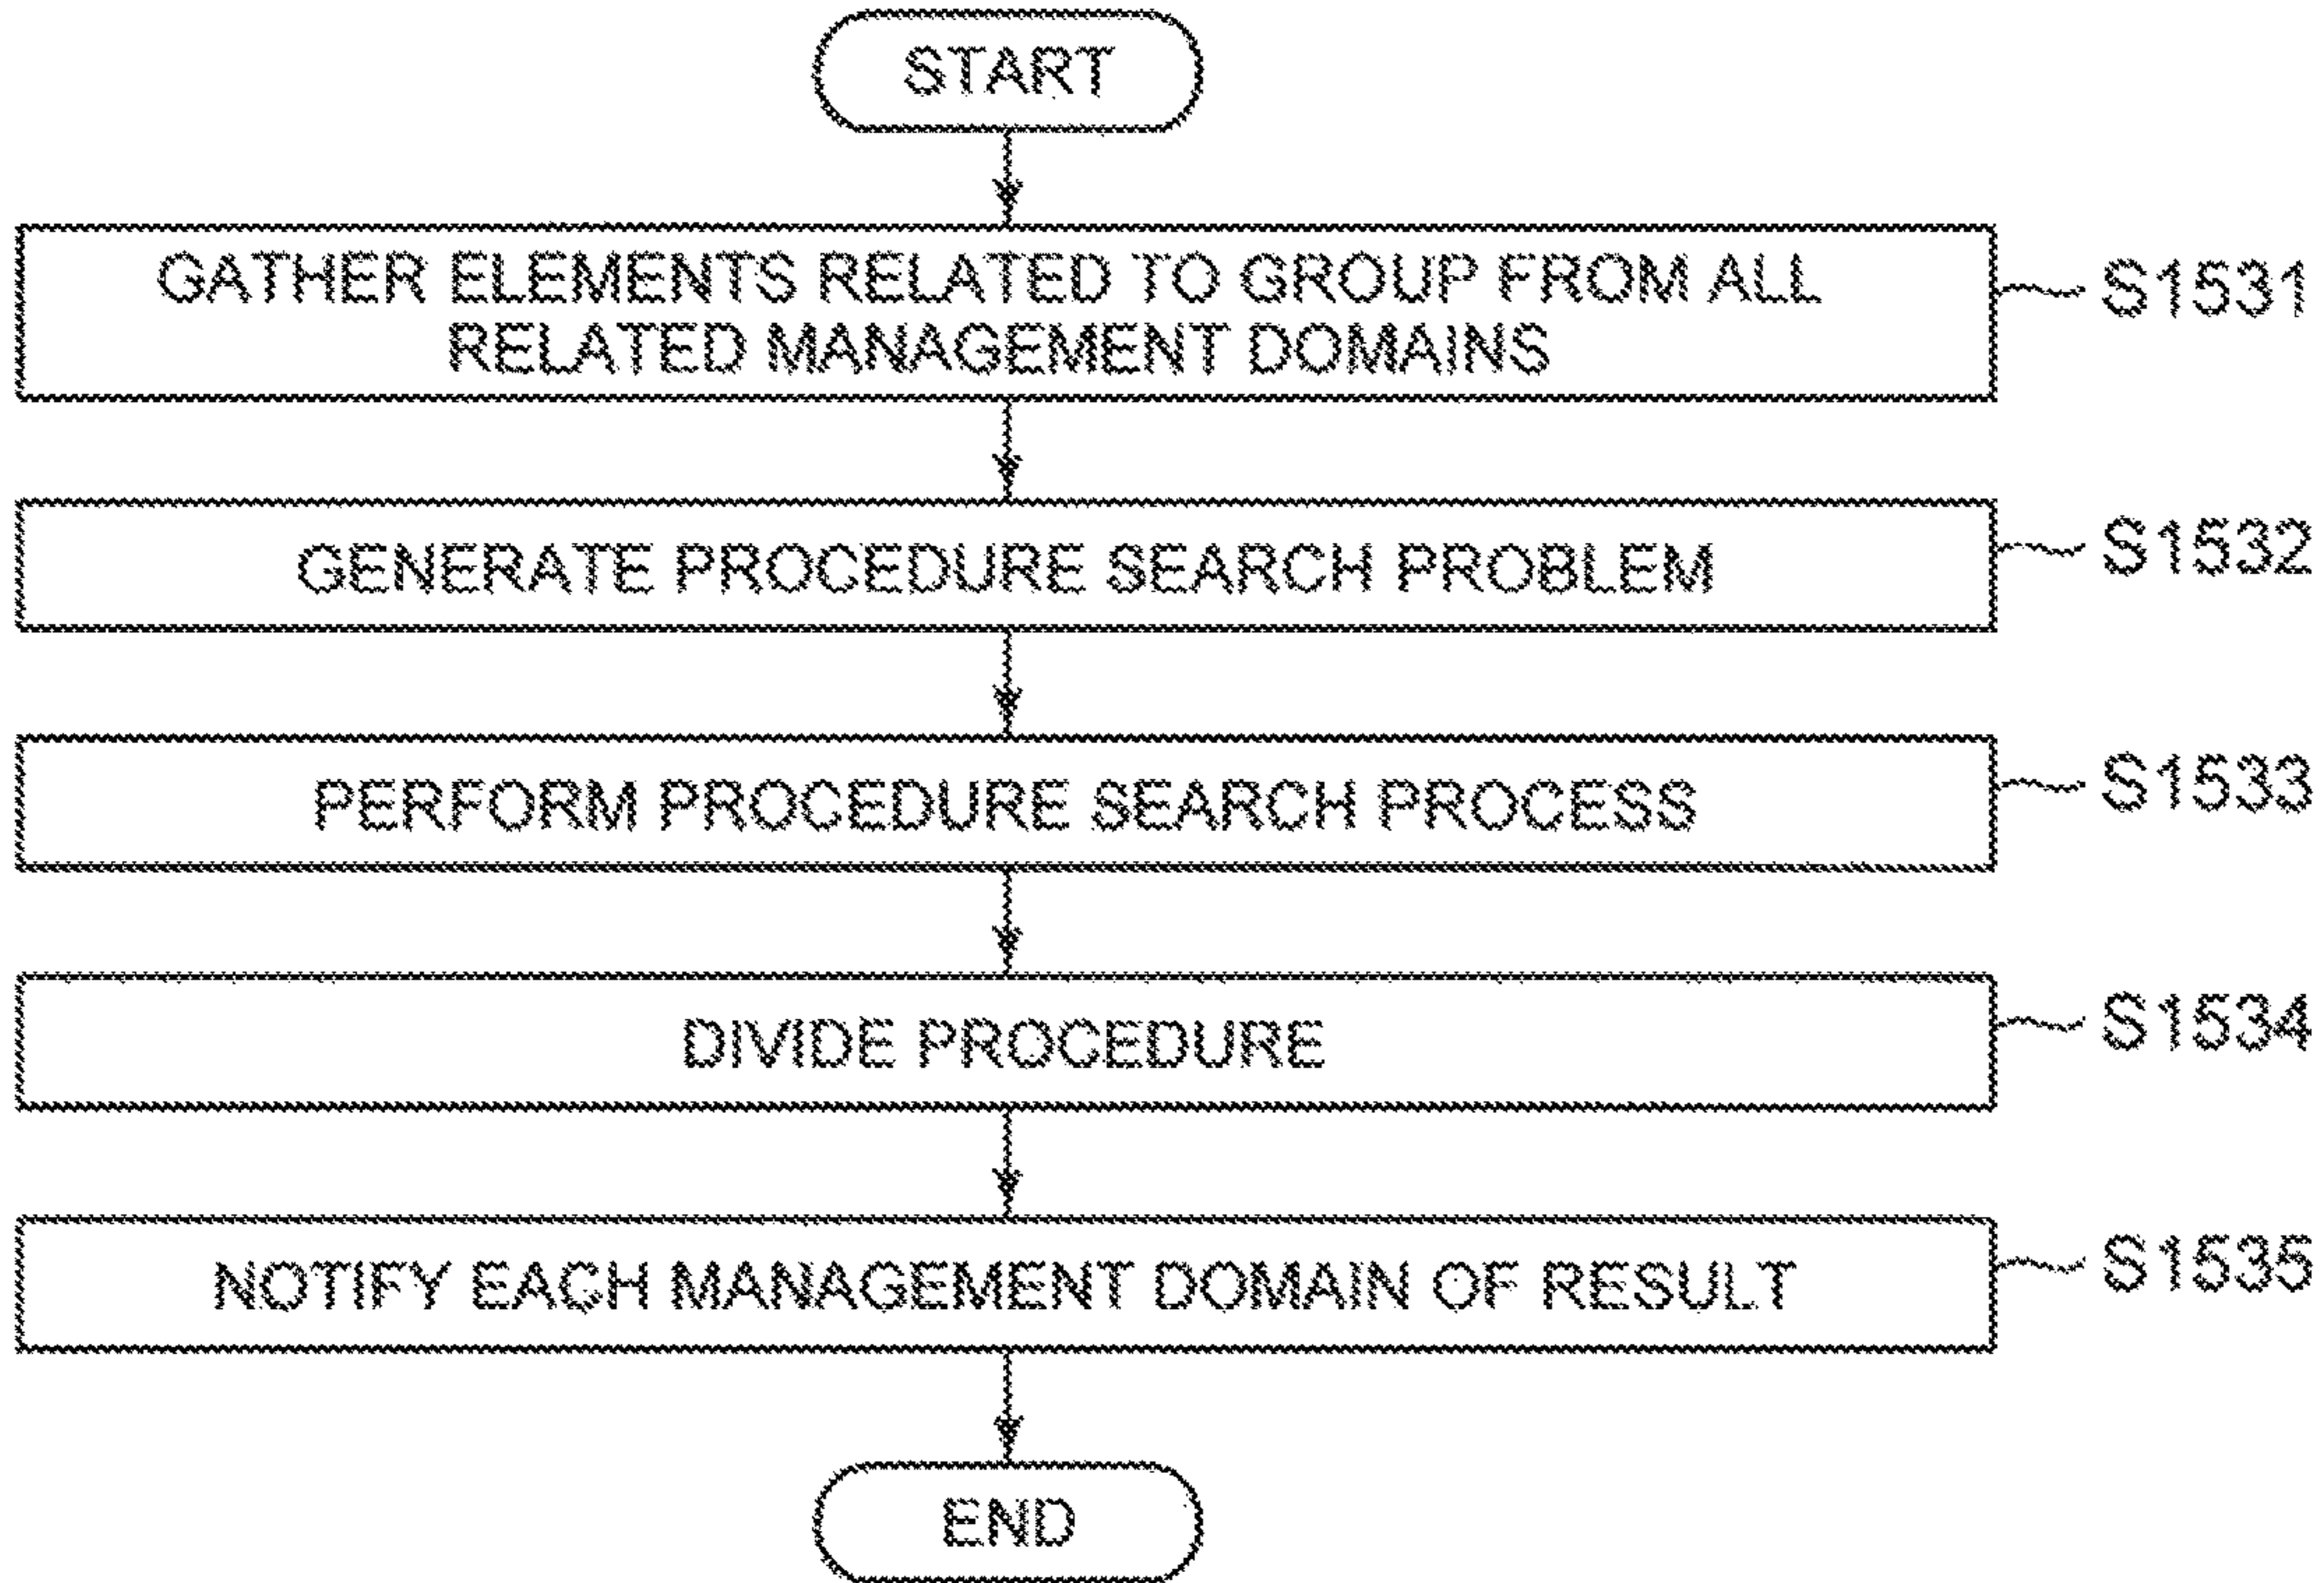 START
GATHER ELEMENTS RELATED TO GROUP FROM ALL
RELATED MANAGEMENT DOMAINS
S1531
GENERATE PROCEDURE SEARCH PROBLEM
S1532
PERFORM PROCEDURE SEARCH PROCESS
S1533
DIVIDE PROCEDURE
S1534
NOTIFY EACH MANAGEMENT DOMAIN OF RESULT
S1535
END